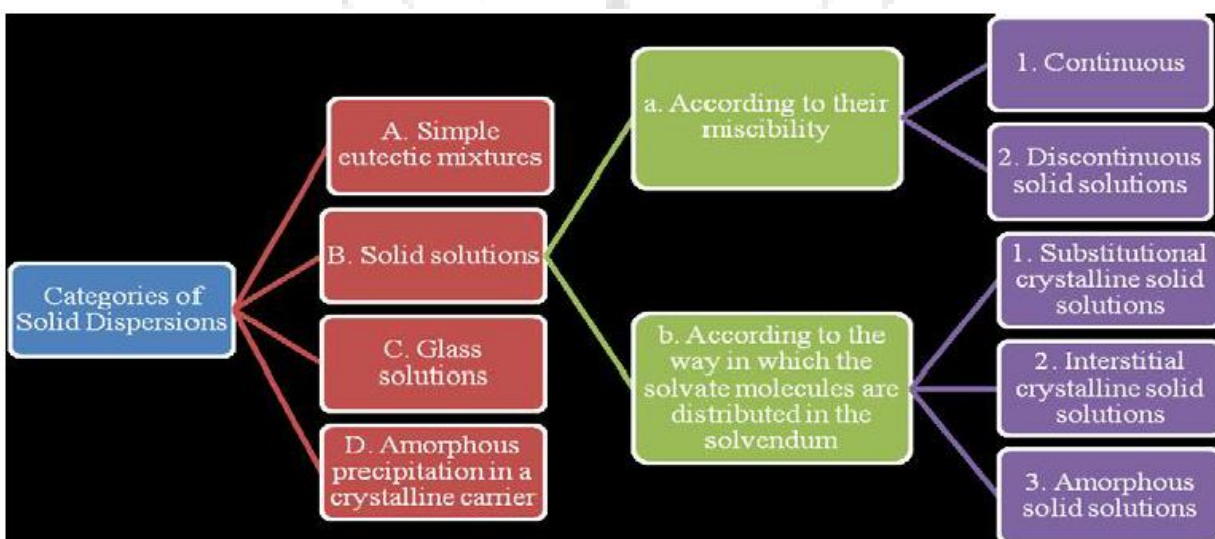 Categories of
Solid Dispersions
A. Simple
eutectic mixtures
B. Solid solutions
C. Glass
solutions
D. Amorphous
precipitation in a
crystalline carrier
a. According to their
miscibility
b. According to the
way in which the
solvate molecules are
distributed in the
solvendum
1. Continuous
2. Discontinuous
solid solutions
1. Substitutional
crystalline solid
solutions
2. Interstitial
crystalline solid
solutions
3. Amorphous
solid solutions